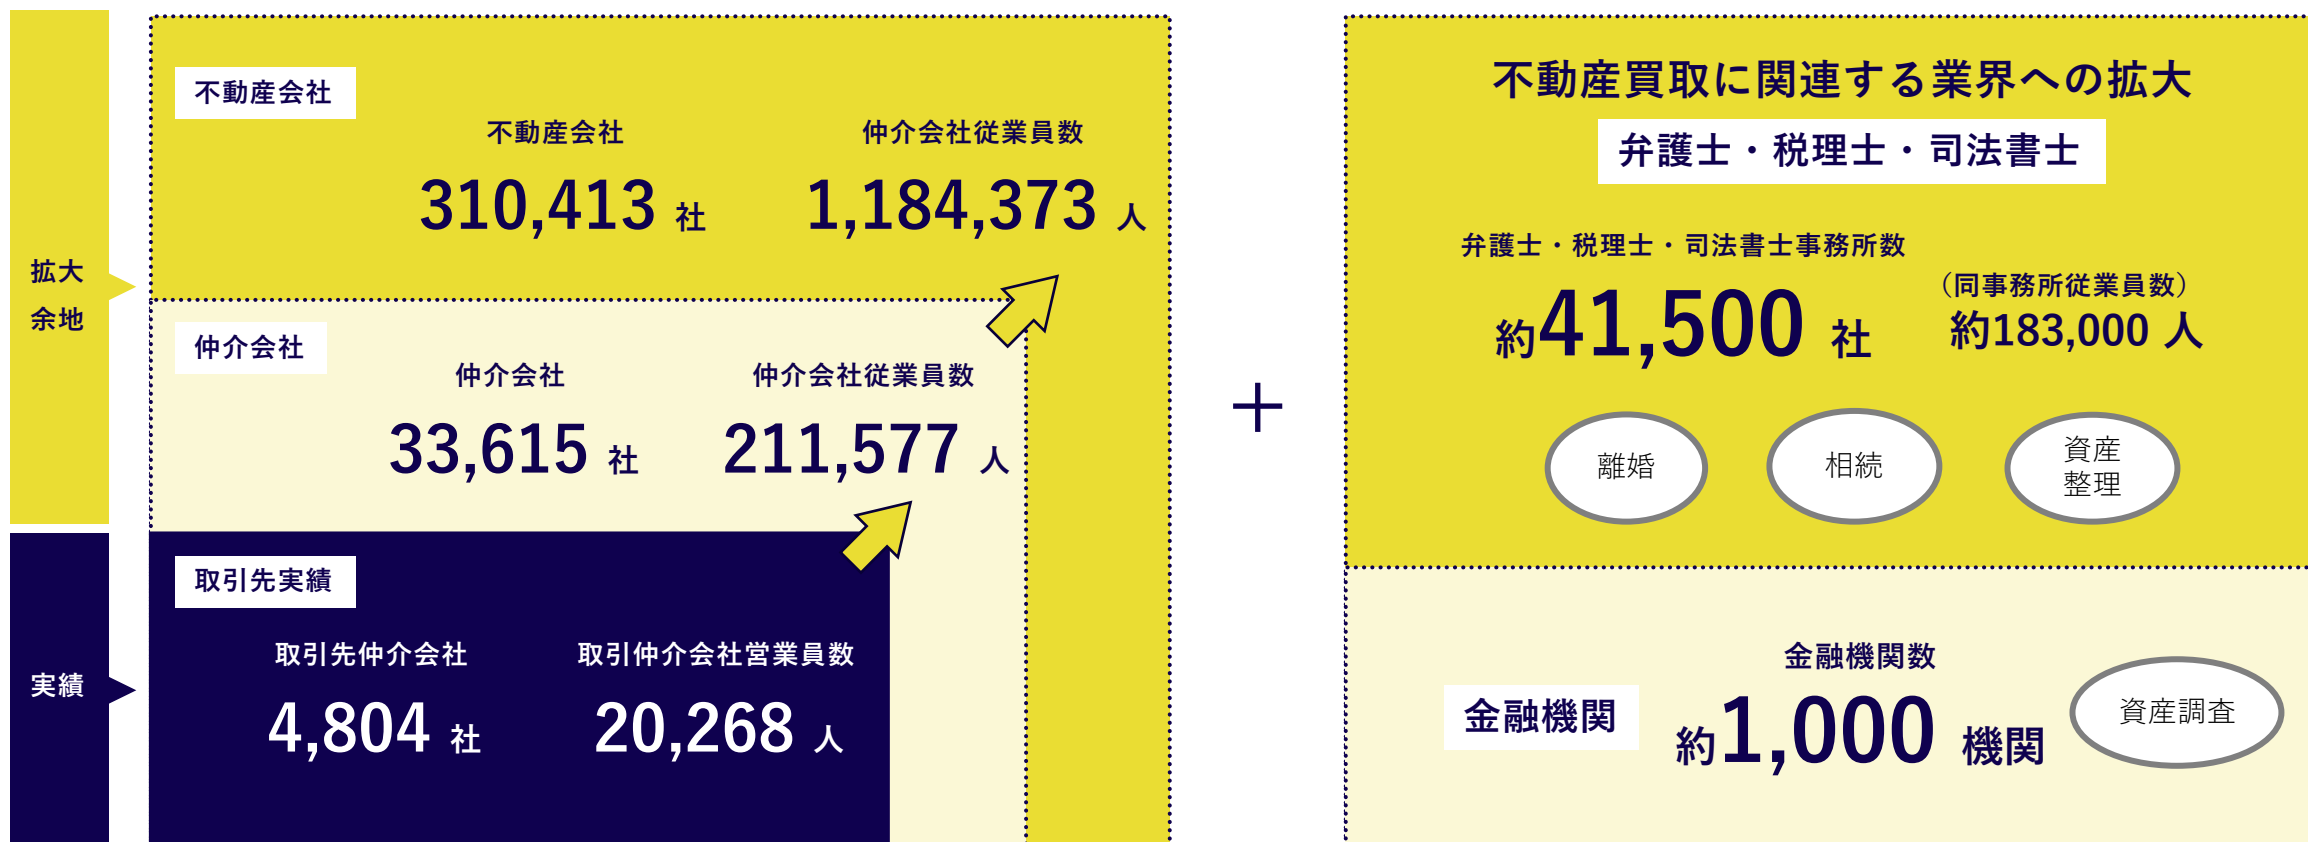 拡大
余地
実績
不動産会社
不動産会社
仲介会社従業員数
310,413 社
1,184,373 人
仲介会社
仲介会社
仲介会社従業員数
33,615 社
211,577 人
取引先実績
取引先仲介会社
取引仲介会社営業員数
4,804 社
20,268 人
+
不動産買取に関連する業界への拡大
弁護士・税理士・司法書士
弁護士・税理士・司法書士事務所数
約41,500 社
（同事務所従業員数）
約183,000 人
離婚
相続
資産
整理
金融機関
金融機関数
約1,000 機関
資産調査